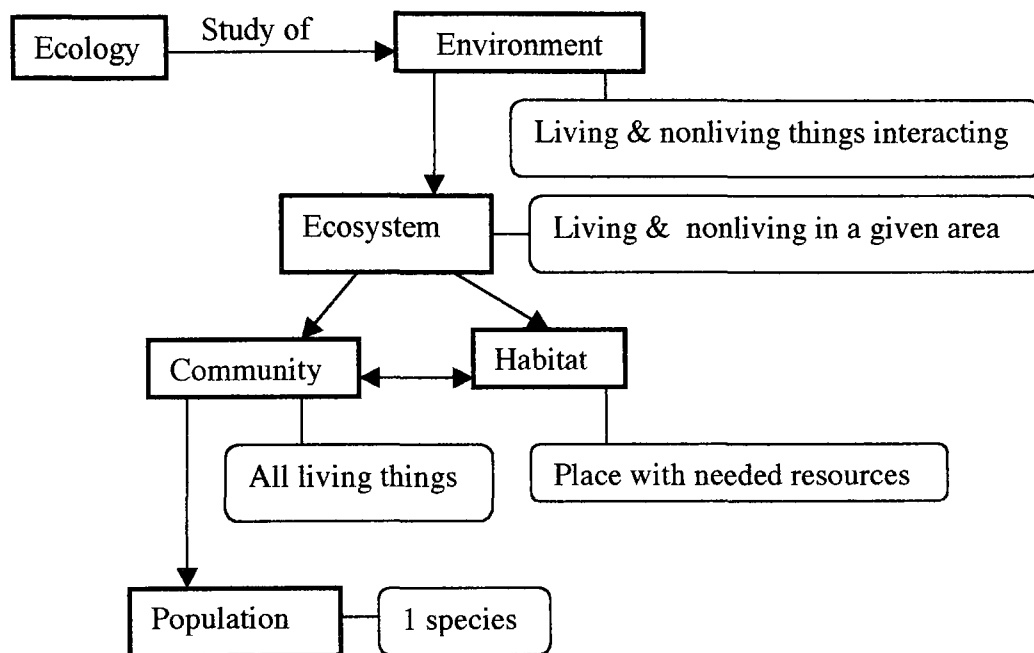 Ecology
Study of
Environment
Living & nonliving things interacting
Ecosystem
Living & nonliving in a given area
Community
Habitat
All living things
Place with needed resources
Population
1 species